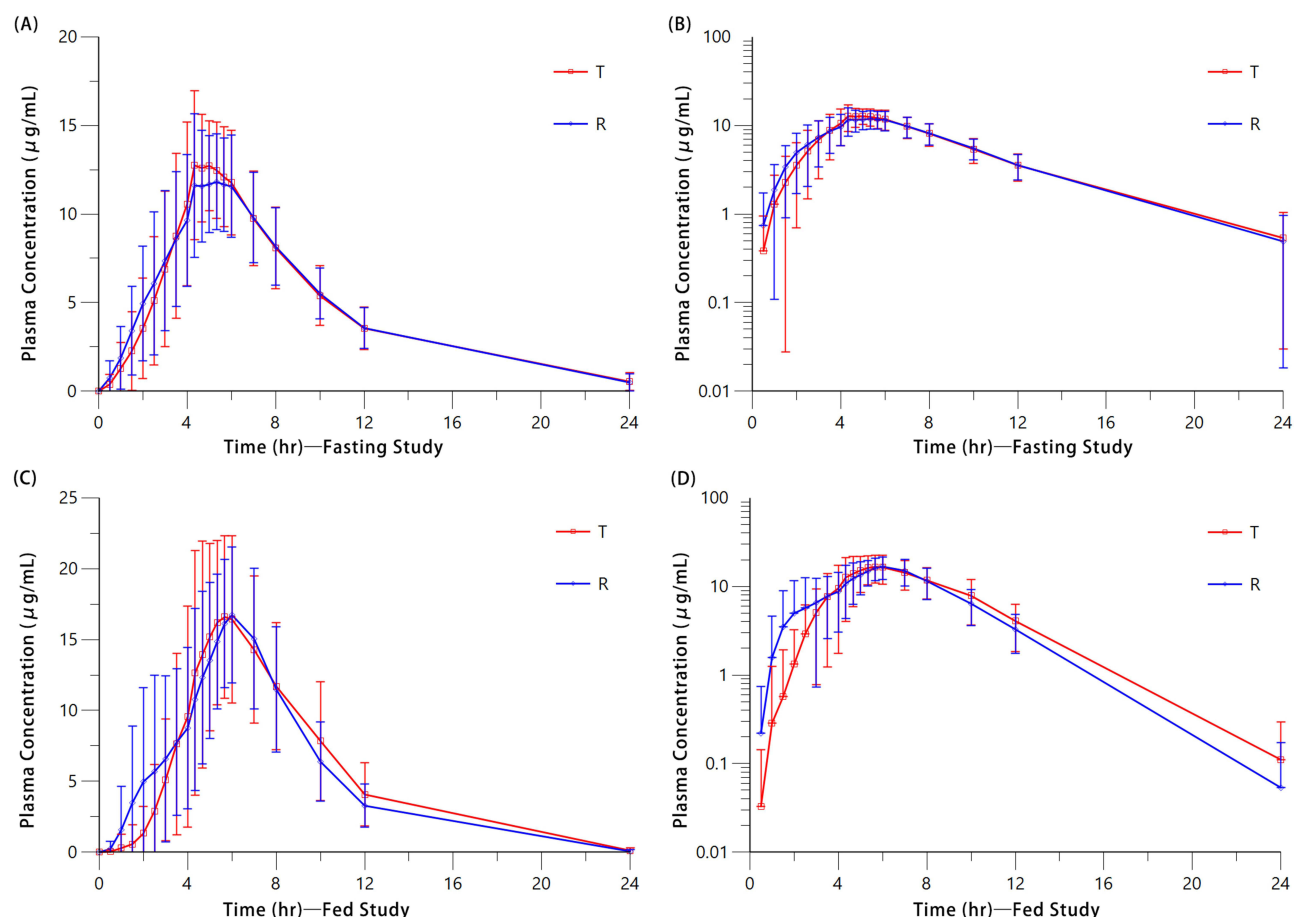 (A)
20
15
10
5
0
Plasma Concentration (μg/mL)
T
R
0 4 8 12 16 20 24
Time (hr)—Fasting Study
(B)
100
10
1
0.1
0.01
Plasma Concentration (μg/mL)
T
R
0 4 8 12 16 20 24
Time (hr)—Fasting Study
(C)
25
20
15
10
5
0
Plasma Concentration (μg/mL)
T
R
0 4 8 12 16 20 24
Time (hr)—Fed Study
(D)
100
10
1
0.1
0.01
Plasma Concentration (μg/mL)
T
R
0 4 8 12 16 20 24
Time (hr)—Fed Study